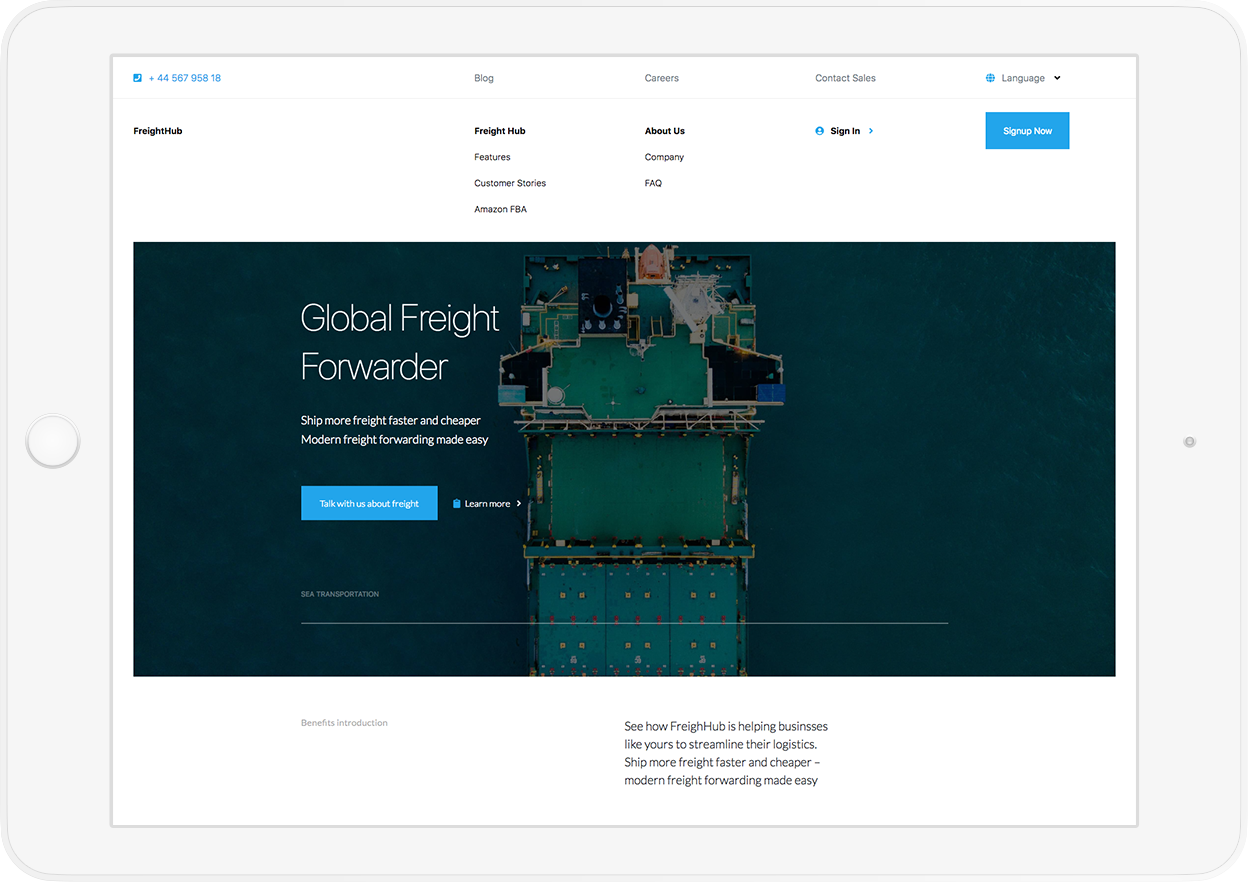 + 44 567 958 18
Blog
Careers
Contact Sales
Language
FreightHub
Freight Hub
About Us
Sign In
Signup Now
Features
Company
Customer Stories
FAQ
Amazon FBA
Global Freight
Forwarder
Ship more freight faster and cheaper
Modern freight forwarding made easy
Talk with us about freight
Learn more
SEA TRANSPORTATION
Benefits introduction
See how FreighHub is helping businsses
like yours to streamline their logistics.
Ship more freight faster and cheaper –
modern freight forwarding made easy